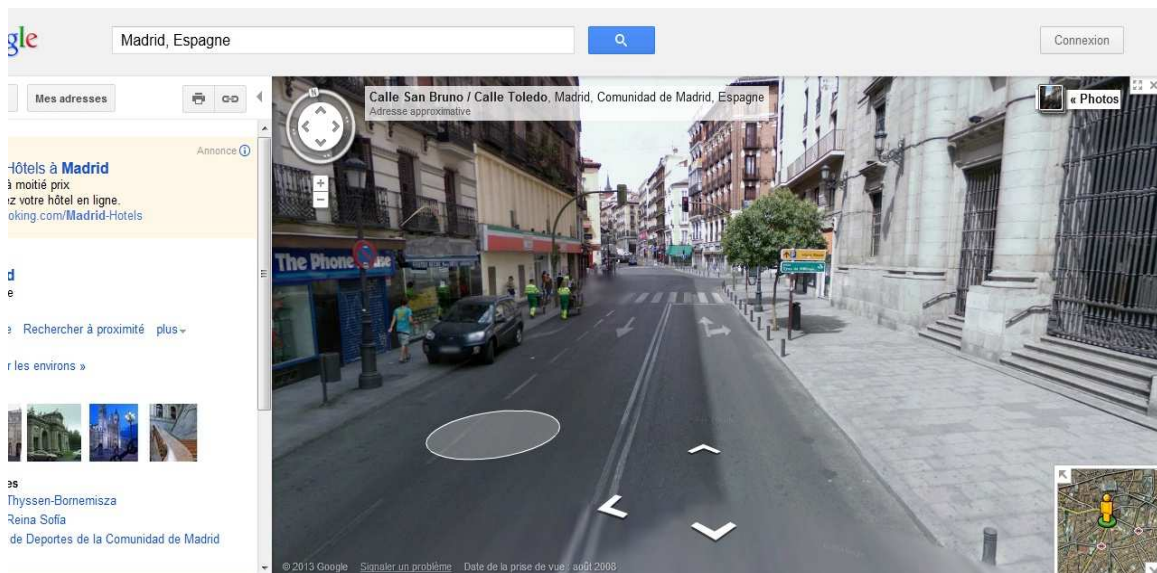 gle
Madrid, Espagne
Connexion
Mes adresses
Calle San Bruno / Calle Toledo, Madrid, Comunidad de Madrid, Espagne
Adresse approximative
« Photos
N
Annonce
Hôtels à Madrid
à moitié prix
ez votre hôtel en ligne.
oking.com/Madrid-Hotels
d
e
e Rechercher à proximité plus
r les environs »
es
Thyssen-Bornemisza
Reina Sofía
de Deportes de la Comunidad de Madrid
The Phone House
P
© 2013 Google Signaler un problème Date de la prise de vue : août 2008